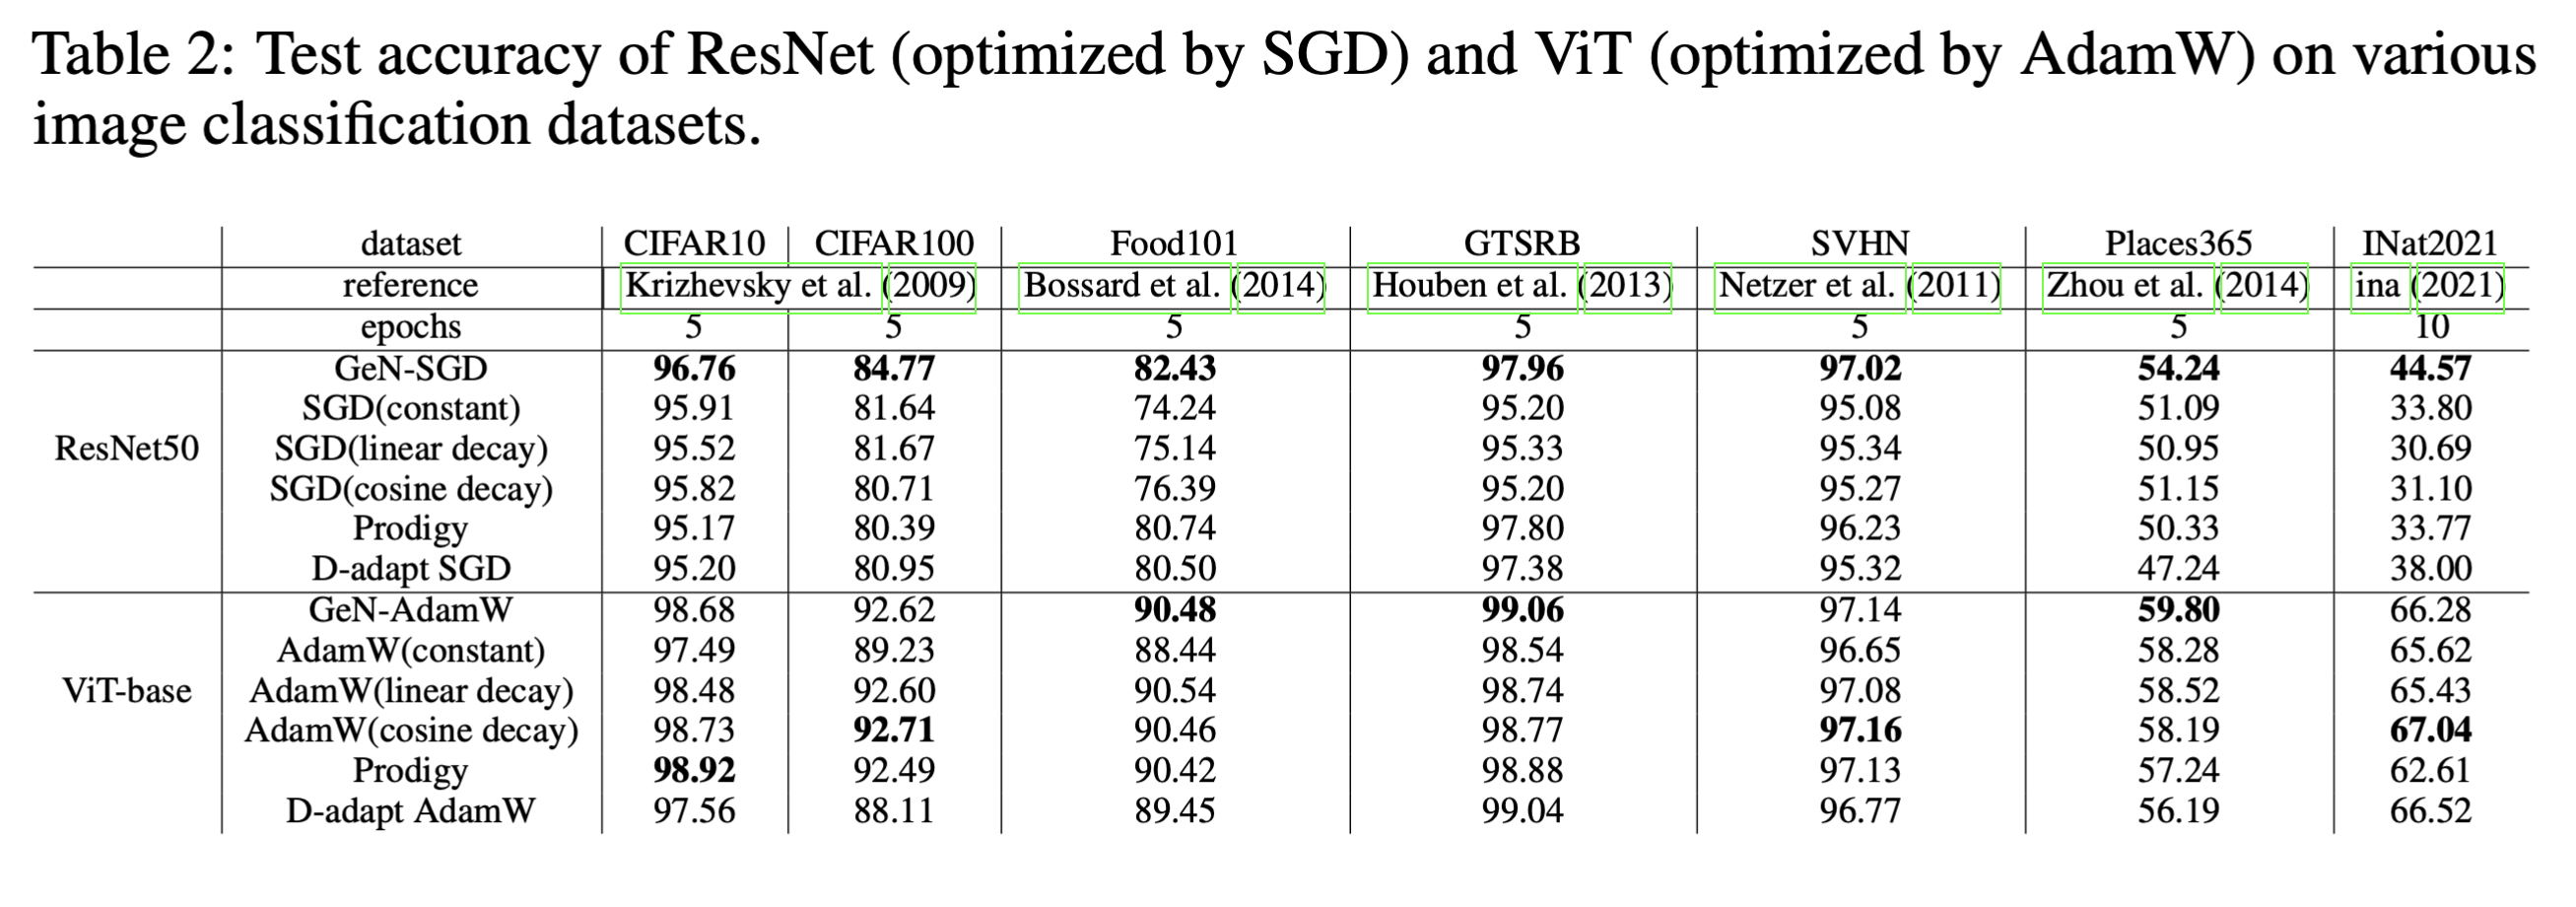 Table 2: Test accuracy of ResNet (optimized by SGD) and ViT (optimized by AdamW) on various
image classification datasets.
dataset CIFAR10 CIFAR100 Food101 GTSRB SVHN Places365 INat2021
reference Krizhevsky et al. (2009) Bossard et al. (2014) Houben et al. (2013) Netzer et al. (2011) Zhou et al. (2014) ina (2021)
epochs 5 5 5 5 5 5 10
GeN-SGD 96.76 84.77 82.43 97.96 97.02 54.24 44.57
SGD(constant) 95.91 81.64 74.24 95.20 95.08 51.09 33.80
ResNet50 SGD(linear decay) 95.52 81.67 75.14 95.33 95.34 50.95 30.69
SGD(cosine decay) 95.82 80.71 76.39 95.20 95.27 51.15 31.10
Prodigy 95.17 80.39 80.74 97.80 96.23 50.33 33.77
D-adapt SGD 95.20 80.95 80.50 97.38 95.32 47.24 38.00
GeN-AdamW 98.68 92.62 90.48 99.06 97.14 59.80 66.28
AdamW(constant) 97.49 89.23 88.44 98.54 96.65 58.28 65.62
ViT-base AdamW(linear decay) 98.48 92.60 90.54 98.74 97.08 58.52 65.43
AdamW(cosine decay) 98.73 92.71 90.46 98.77 97.16 58.19 67.04
Prodigy 98.92 92.49 90.42 98.88 97.13 57.24 62.61
D-adapt AdamW 97.56 88.11 89.45 99.04 96.77 56.19 66.52